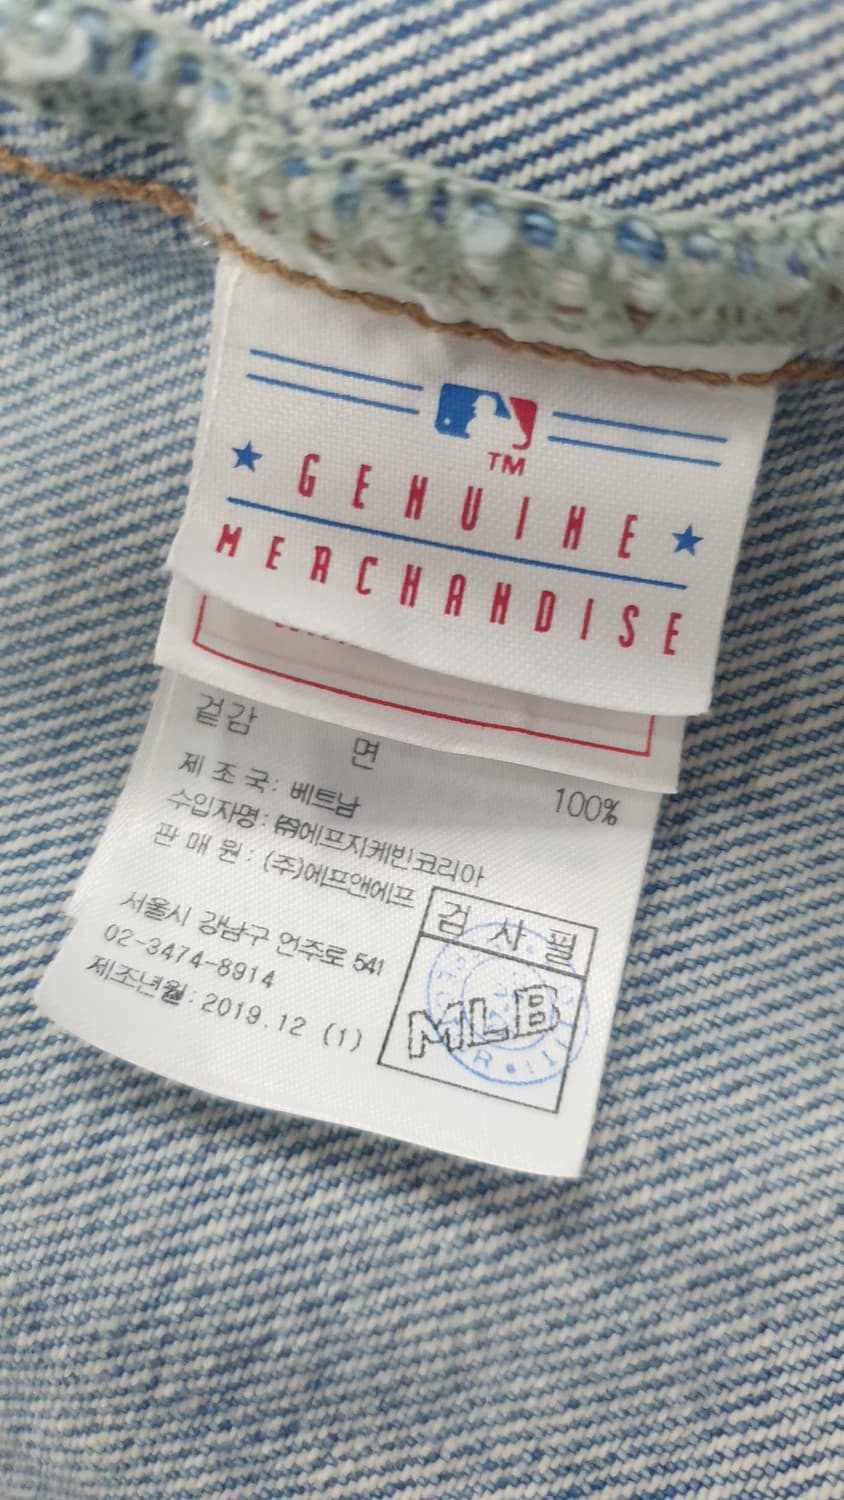 TM
GENUINE
MERCHANDISE
겉감
면 100%
제 조 국: 베트남
수입자명: ㈜에프지케빈코리아
판 매 원: (주)에프앤에프
서울시 강남구 언주로 541
02-3474-8914
제조년월: 2019.12 (1)
검 사 필
MLB